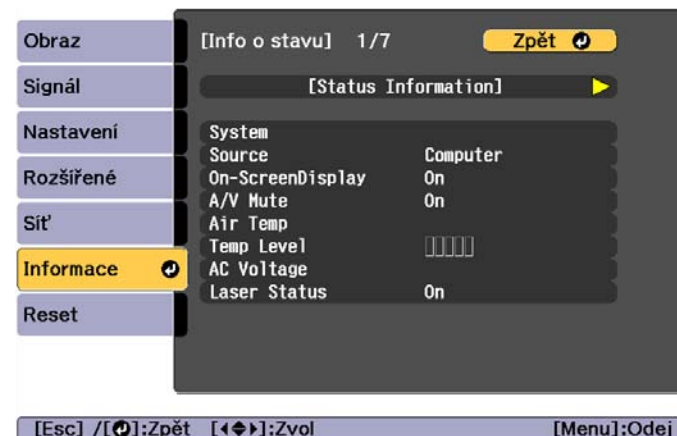 Obraz
Signál
Nastavení
Rozšířené
Síť
Informace
Reset
[Info o stavu] 1/7
Zpět
[Status Information]
System
Source Computer
On-ScreenDisplay On
A/V Mute On
Air Temp
Temp Level
AC Voltage
Laser Status On
[Esc] /[]:Zpět []:Zvol [Menu]:Odej